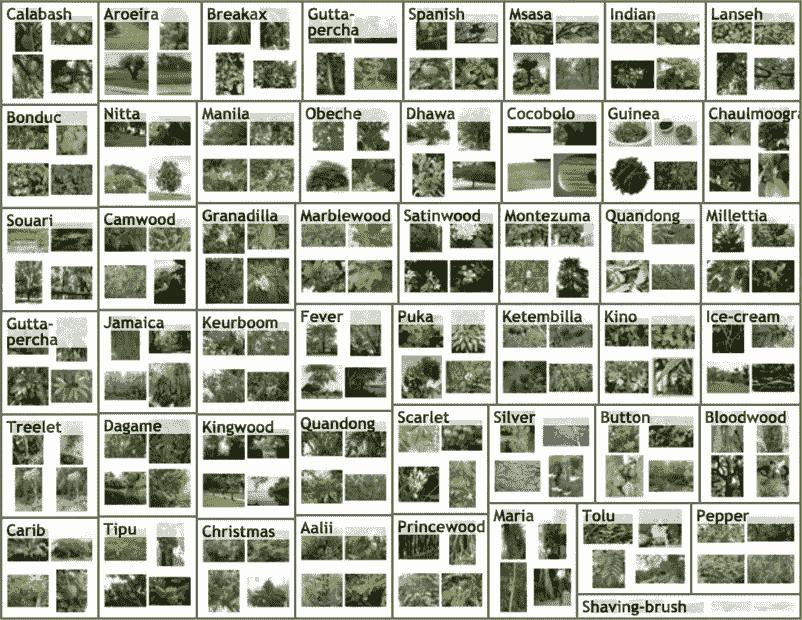 Calabash
Aroeira
Breakax
Gutta-
percha
Spanish
Msasa
Indian
Lanseh
Bonduc
Nitta
Manila
Obeche
Dhawa
Cocobolo
Guinea
Chaulmoogra
Souari
Camwood
Granadilla
Marblewood
Satinwood
Montezuma
Quandong
Millettia
Gutta-
percha
Jamaica
Keurboom
Fever
Puka
Ketembilla
Kino
Ice-cream
Treelet
Dagame
Kingwood
Quandong
Scarlet
Silver
Button
Bloodwood
Carib
Tipu
Christmas
Aalii
Princewood
Maria
Tolu
Pepper
Shaving-brush